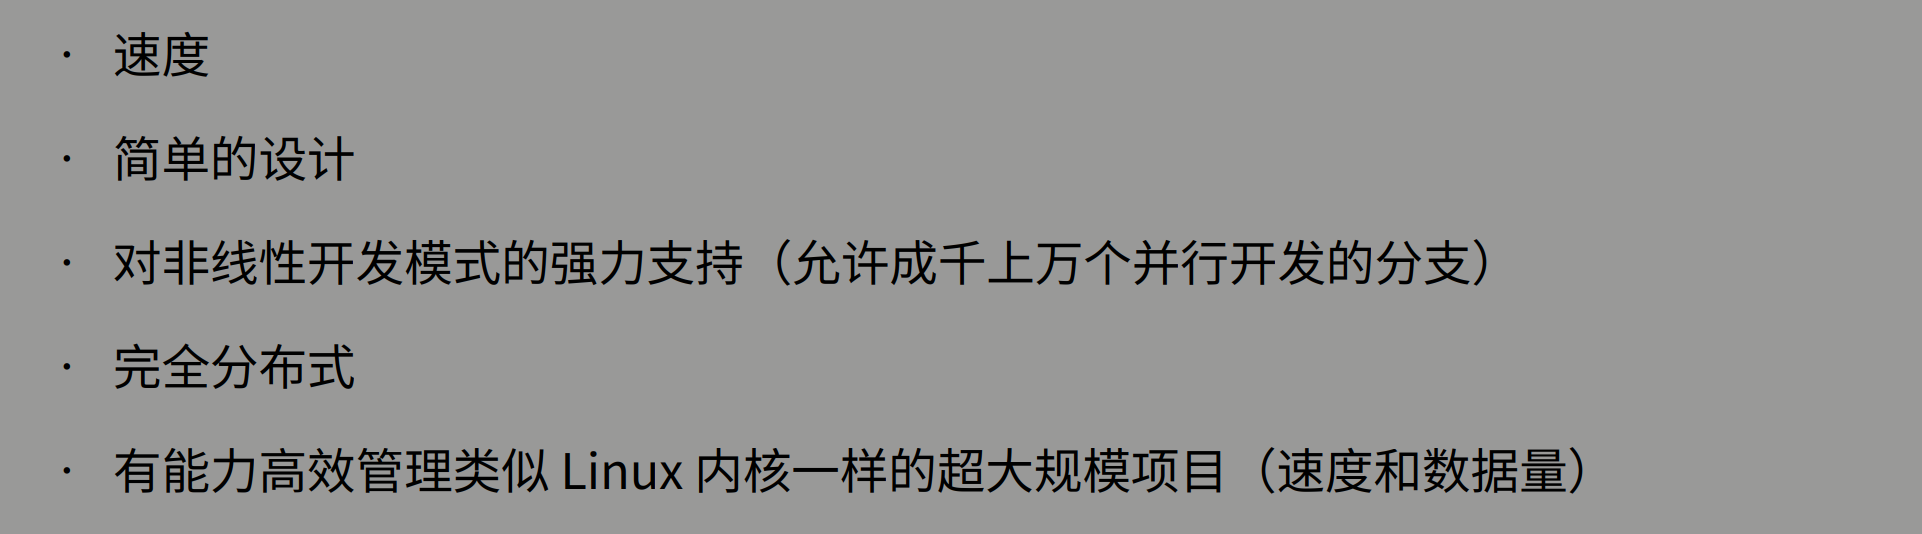 · 速度
· 简单的设计
· 对非线性开发模式的强力支持（允许成千上万个并行开发的分支）
· 完全分布式
· 有能力高效管理类似 Linux 内核一样的超大规模项目（速度和数据量）